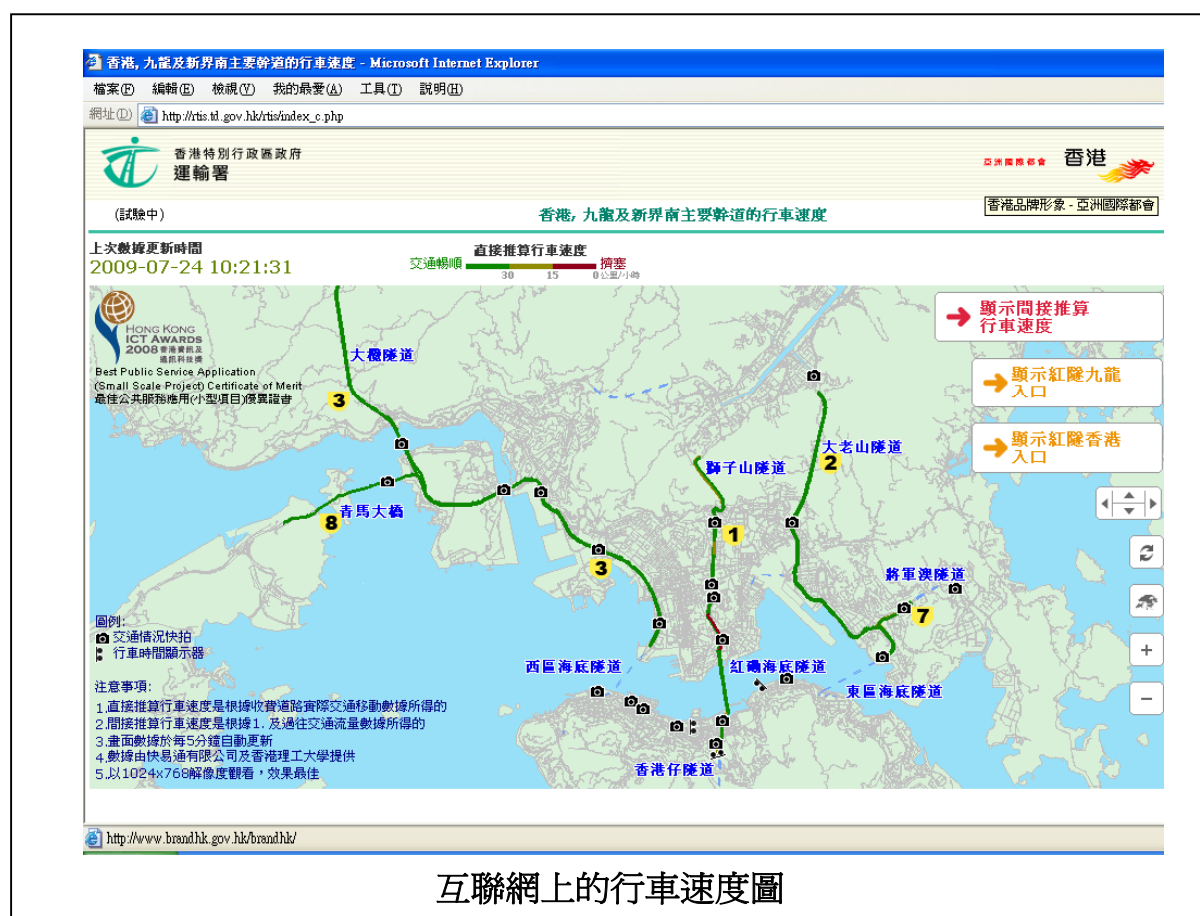 香港, 九龍及新界南主要幹道的行車速度 - Microsoft Internet Explorer
檔案(F) 編輯(E) 檢視(V) 我的最愛(A) 工具(T) 說明(H)
網址(D) http://rtis.td.gov.hk/rtis/index_c.php
香港特別行政區政府
運輸署
亞洲國際都會 香港
(試驗中)
香港, 九龍及新界南主要幹道的行車速度
香港品牌形象 - 亞洲國際都會
上次數據更新時間
2009-07-24 10:21:31
直接推算行車速度
交通暢順 擠塞
30 15 0公里/小時
HONG KONG
ICT AWARDS
2008香港資訊及
通訊科技獎
Best Public Service Application
(Small Scale Project) Certificate of Merit
最佳公共服務應用(小型項目)優異證書
顯示間接推算
行車速度
顯示紅隧九龍
入口
顯示紅隧香港
入口
大欖隧道
3
大老山隧道
2
獅子山隧道
1
青馬大橋
8
3
將軍澳隧道
7
西區海底隧道
紅磡海底隧道
東區海底隧道
香港仔隧道
+
−
圖例:
交通情況快拍
行車時間顯示器
注意事項:
1.直接推算行車速度是根據收費道路實際交通移動數據所得的
2.間接推算行車速度是根據1. 及過往交通流量數據所得的
3.畫面數據於每5分鐘自動更新
4.數據由快易通有限公司及香港理工大學提供
5.以1024x768解像度觀看，效果最佳
http://www.brandhk.gov.hk/brandhk/
互聯網上的行車速度圖